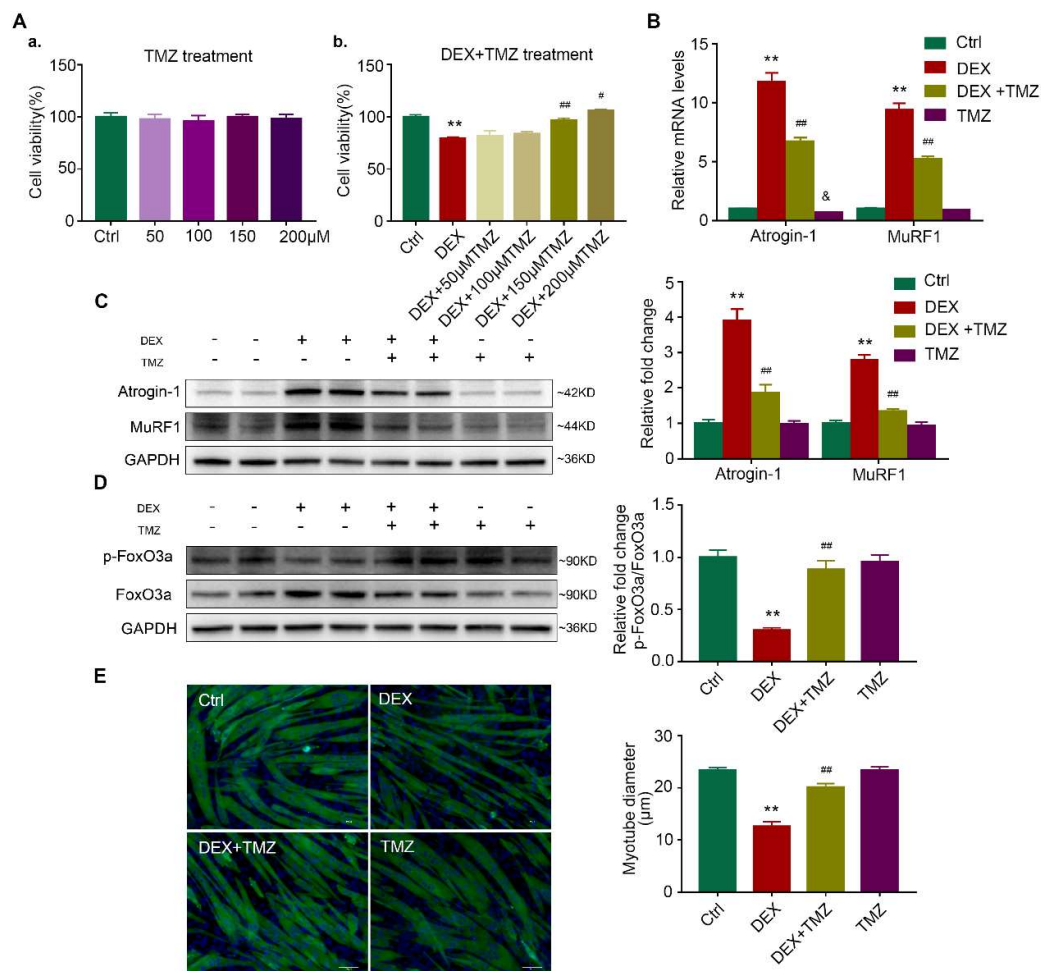 A
a.
TMZ treatment
Cell viability(%)
150
100
50
0
Ctrl 50 100 150 200µM
b.
DEX+TMZ treatment
Cell viability(%)
150
100
50
0
**
##
#
Ctrl
DEX
DEX+50µMTMZ
DEX+100µMTMZ
DEX+150µMTMZ
DEX+200µMTMZ
B
Relative mRNA levels
15
10
5
0
**
##
&
**
##
Atrogin-1 MuRF1
Ctrl
DEX
DEX +TMZ
TMZ
C
DEX - - + + + + - -
TMZ - - - - + + + +
Atrogin-1 ~42KD
MuRF1 ~44KD
GAPDH ~36KD
Relative fold change
5
4
3
2
1
0
**
##
**
##
Atrogin-1 MuRF1
Ctrl
DEX
DEX +TMZ
TMZ
D
DEX - - + + + + - -
TMZ - - - - + + + +
p-FoxO3a ~90KD
FoxO3a ~90KD
GAPDH ~36KD
Relative fold change
p-FoxO3a/FoxO3a
1.5
1.0
0.5
0.0
**
##
Ctrl
DEX
DEX+TMZ
TMZ
E
Ctrl
DEX
DEX+TMZ
TMZ
Myotube diameter
(µm)
30
20
10
0
**
##
Ctrl
DEX
DEX+TMZ
TMZ